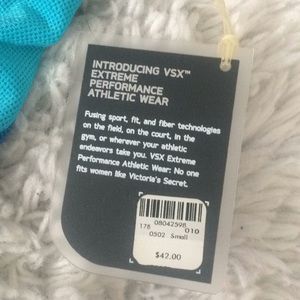 INTRODUCING VSX™
EXTREME
PERFORMANCE
ATHLETIC WEAR
Fusing sport, fit, and fiber technologies
on the field, on the court, in the
gym, or wherever your athletic
endeavors take you. VSX Extreme
Performance Athletic Wear: No one
fits women like Victoria's Secret.
08042598
178 010
0502 Small
$42.00